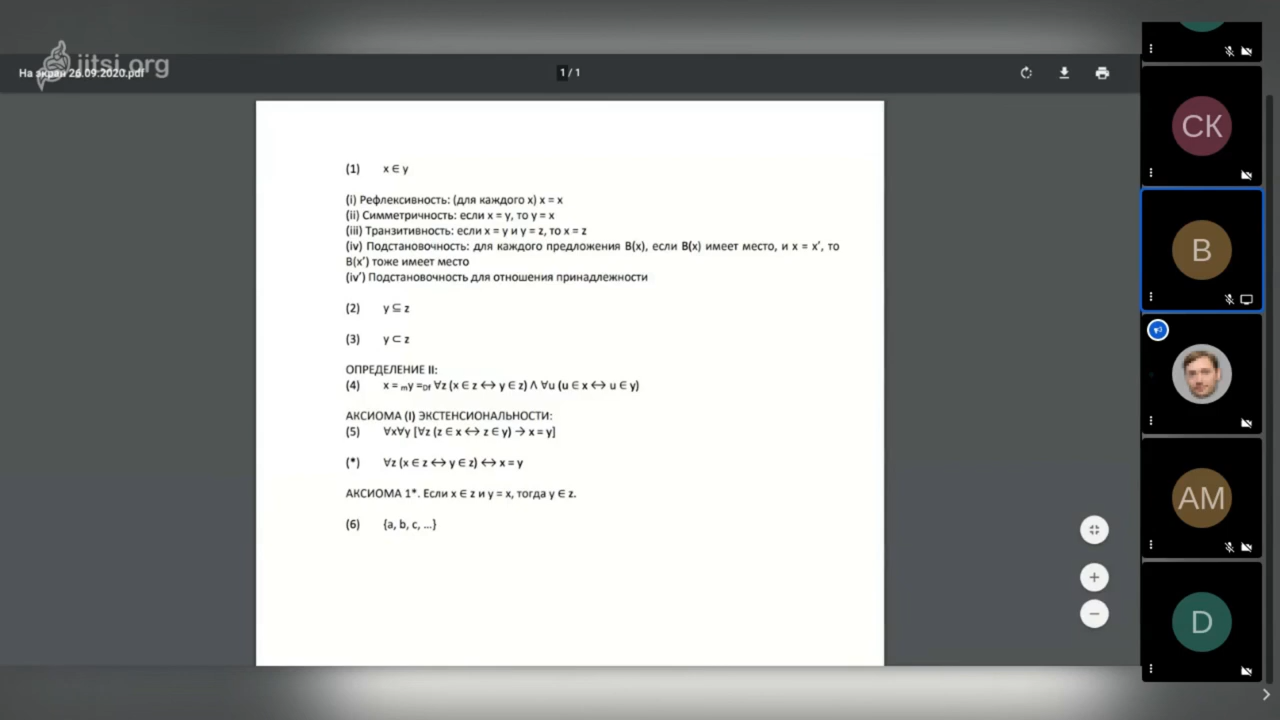 jitsi.org
На экран 26.09.2020.pdf
1 / 1
(1) x ∈ y
(i) Рефлексивность: (для каждого x) x = x
(ii) Симметричность: если x = y, то y = x
(iii) Транзитивность: если x = y и y = z, то x = z
(iv) Подстановочность: для каждого предложения B(x), если B(x) имеет место, и x = x’, то
B(x’) тоже имеет место
(iv’) Подстановочность для отношения принадлежности
(2) y ⊆ z
(3) y ⊂ z
ОПРЕДЕЛЕНИЕ II:
(4) x = my =Df ∀z (x ∈ z ↔ y ∈ z) Λ ∀u (u ∈ x ↔ u ∈ y)
АКСИОМА (I) ЭКСТЕНСИОНАЛЬНОСТИ:
(5) ∀x∀y [∀z (z ∈ x ↔ z ∈ y) → x = y]
(*) ∀z (x ∈ z ↔ y ∈ z) ↔ x = y
АКСИОМА 1*. Если x ∈ z и y = x, тогда y ∈ z.
(6) {a, b, c, …}
СК
B
AM
D